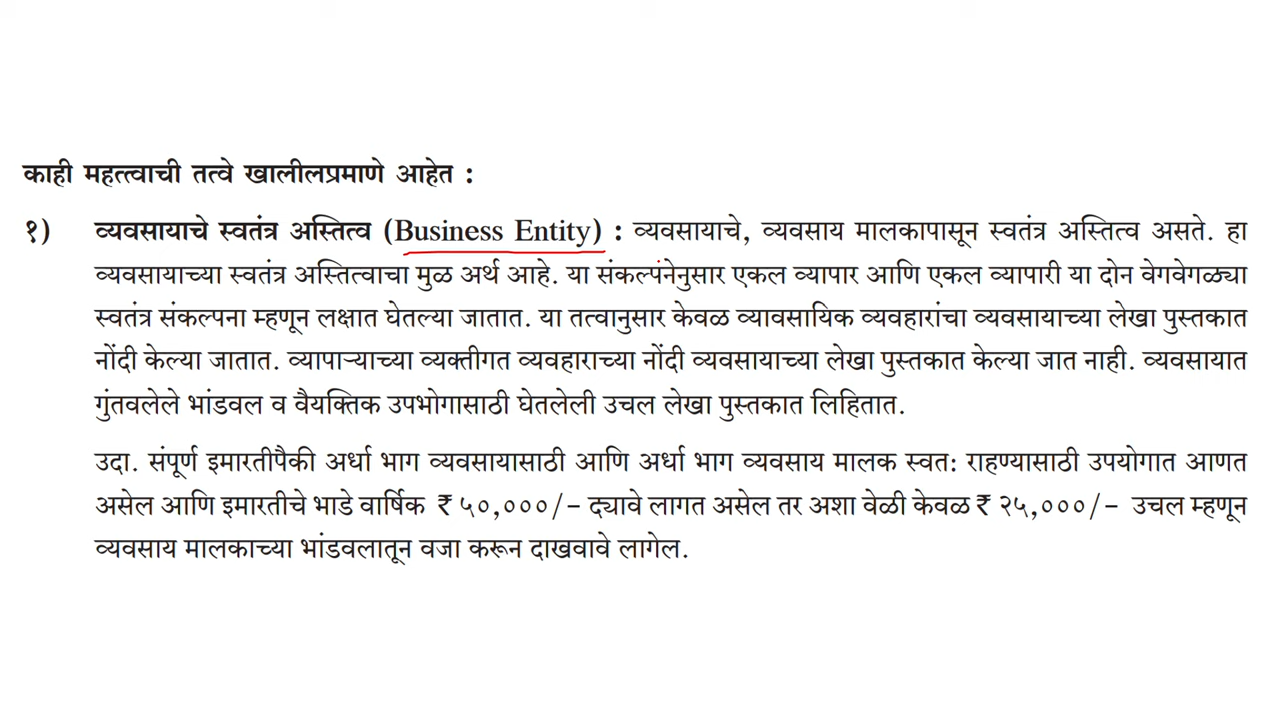 काही महत्त्वाची तत्वे खालीलप्रमाणे आहेत :
१) व्यवसायाचे स्वतंत्र अस्तित्व (Business Entity) : व्यवसायाचे, व्यवसाय मालकापासून स्वतंत्र अस्तित्व असते. हा
व्यवसायाच्या स्वतंत्र अस्तित्वाचा मुळ अर्थ आहे. या संकल्पनेनुसार एकल व्यापार आणि एकल व्यापारी या दोन वेगवेगळ्या
स्वतंत्र संकल्पना म्हणून लक्षात घेतल्या जातात. या तत्वानुसार केवळ व्यावसायिक व्यवहारांचा व्यवसायाच्या लेखा पुस्तकात
नोंदी केल्या जातात. व्यापाऱ्याच्या व्यक्तीगत व्यवहाराच्या नोंदी व्यवसायाच्या लेखा पुस्तकात केल्या जात नाही. व्यवसायात
गुंतवलेले भांडवल व वैयक्तिक उपभोगासाठी घेतलेली उचल लेखा पुस्तकात लिहितात.
उदा. संपूर्ण इमारतीपैकी अर्धा भाग व्यवसायासाठी आणि अर्धा भाग व्यवसाय मालक स्वत: राहण्यासाठी उपयोगात आणत
असेल आणि इमारतीचे भाडे वार्षिक ₹ ५०,०००/- द्यावे लागत असेल तर अशा वेळी केवळ ₹ २५,०००/- उचल म्हणून
व्यवसाय मालकाच्या भांडवलातून वजा करून दाखवावे लागेल.